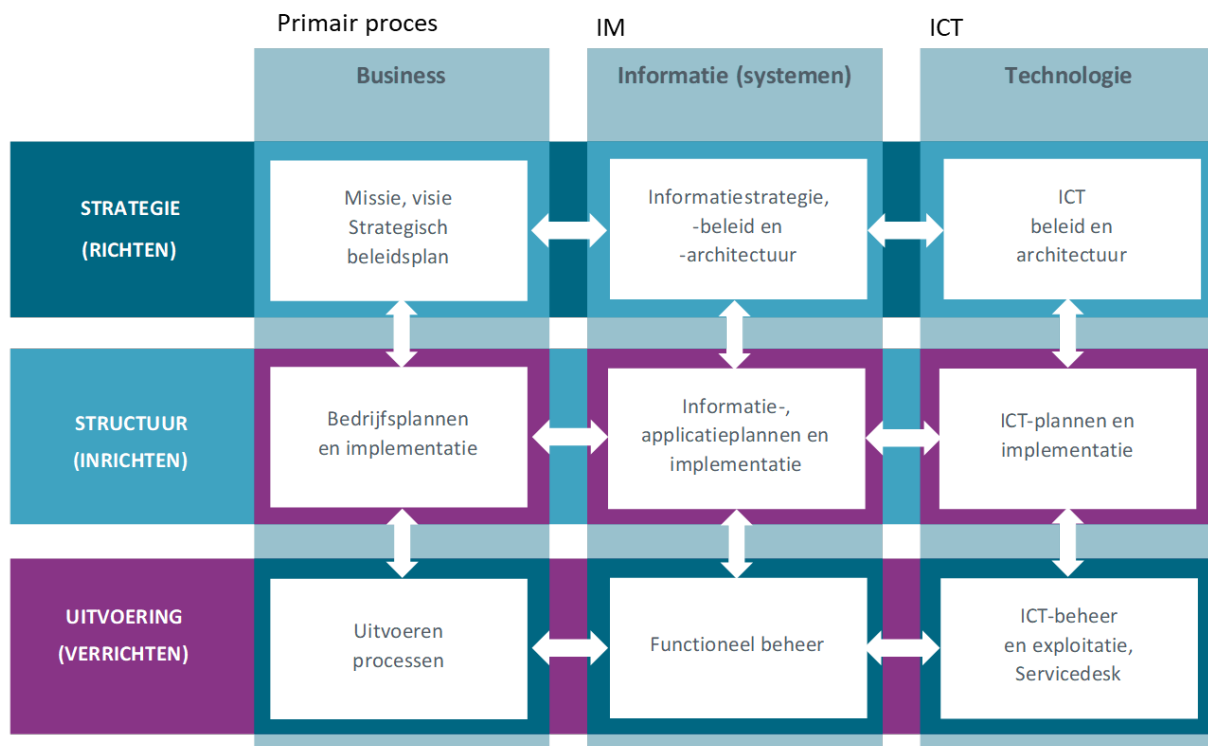 Primair proces
IM
ICT
Business
Informatie (systemen)
Technologie
STRATEGIE
(RICHTEN)
Missie, visie
Strategisch
beleidsplan
Informatiestrategie,
-beleid en
-architectuur
ICT
beleid en
architectuur
STRUCTUUR
(INRICHTEN)
Bedrijfsplannen
en implementatie
Informatie-,
applicatieplannen en
implementatie
ICT-plannen en
implementatie
UITVOERING
(VERRICHTEN)
Uitvoeren
processen
Functioneel beheer
ICT-beheer
en exploitatie,
Servicedesk